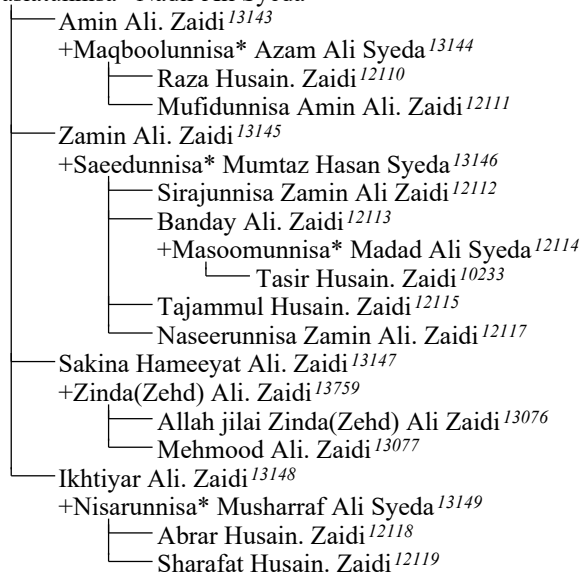 Amin Ali. Zaidi 13143
+Maqboolunnisa* Azam Ali Syeda 13144
Raza Husain. Zaidi 12110
Mufidunnisa Amin Ali. Zaidi 12111
Zamin Ali. Zaidi 13145
+Saeedunnisa* Mumtaz Hasan Syeda 13146
Sirajunnisa Zamin Ali Zaidi 12112
Banday Ali. Zaidi 12113
+Masoomunnisa* Madad Ali Syeda 12114
Tasir Husain. Zaidi 10233
Tajammul Husain. Zaidi 12115
Naseerunnisa Zamin Ali. Zaidi 12117
Sakina Hameeyat Ali. Zaidi 13147
+Zinda(Zehd) Ali. Zaidi 13759
Allah jilai Zinda(Zehd) Ali Zaidi 13076
Mehmood Ali. Zaidi 13077
Ikhtiyar Ali. Zaidi 13148
+Nisarunnisa* Musharraf Ali Syeda 13149
Abrar Husain. Zaidi 12118
Sharafat Husain. Zaidi 12119